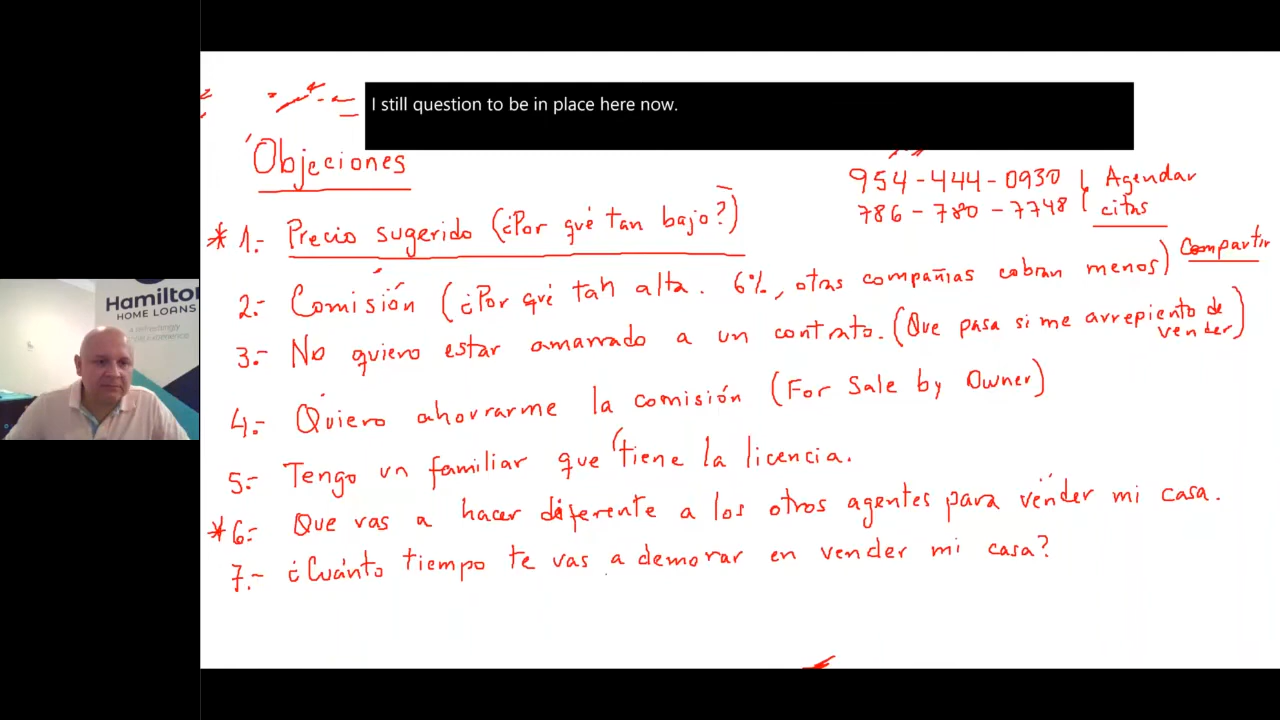 I still question to be in place here now.
Objeciones
954-444-0930
786-780-7748
Agendar
citas
* 1.- Precio sugerido (¿Por qué tan bajo?)
Compartir
2.- Comisión (¿Por qué tan alta. 6%, otras compañias cobran menos)
3.- No quiero estar amarrado a un contrato. (Que pasa si me arrepiento de vender)
4.- Quiero ahorrarme la comisión (For Sale by Owner)
5.- Tengo un familiar que tiene la licencia.
* 6.- Que vas a hacer diferente a los otros agentes para vender mi casa.
7.- ¿Cuánto tiempo te vas a demorar en vender mi casa?
Hamilton
HOME LOANS